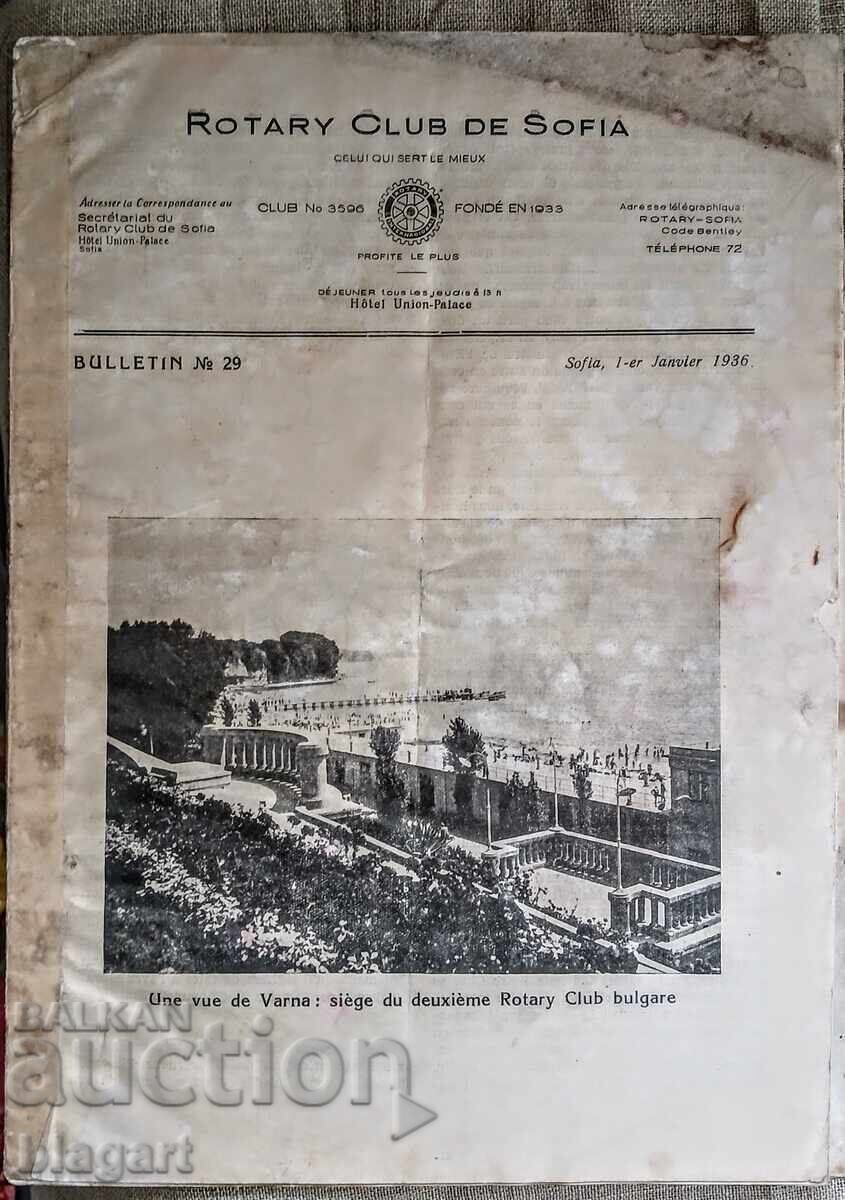 ROTARY CLUB DE SOFIA
CELUI QUI SERT LE MIEUX
Adresser la Correspondance au
Secrétariat du
Rotary Club de Sofia
Hôtel Union-Palace
Sofia
CLUB No 3596
ROTARY
INTERNATIONAL
FONDÉ EN 1933
Adresse télégraphique:
ROTARY-SOFIA
Code Bentley
TÉLÉPHONE 72
PROFITE LE PLUS
DÉJEUNER tous les jeudis à 13 h
Hôtel Union-Palace
BULLETIN № 29
Sofia, 1-er Janvier 1936.
Une vue de Varna: siège du deuxième Rotary Club bulgare
BALKAN
auction
blagart